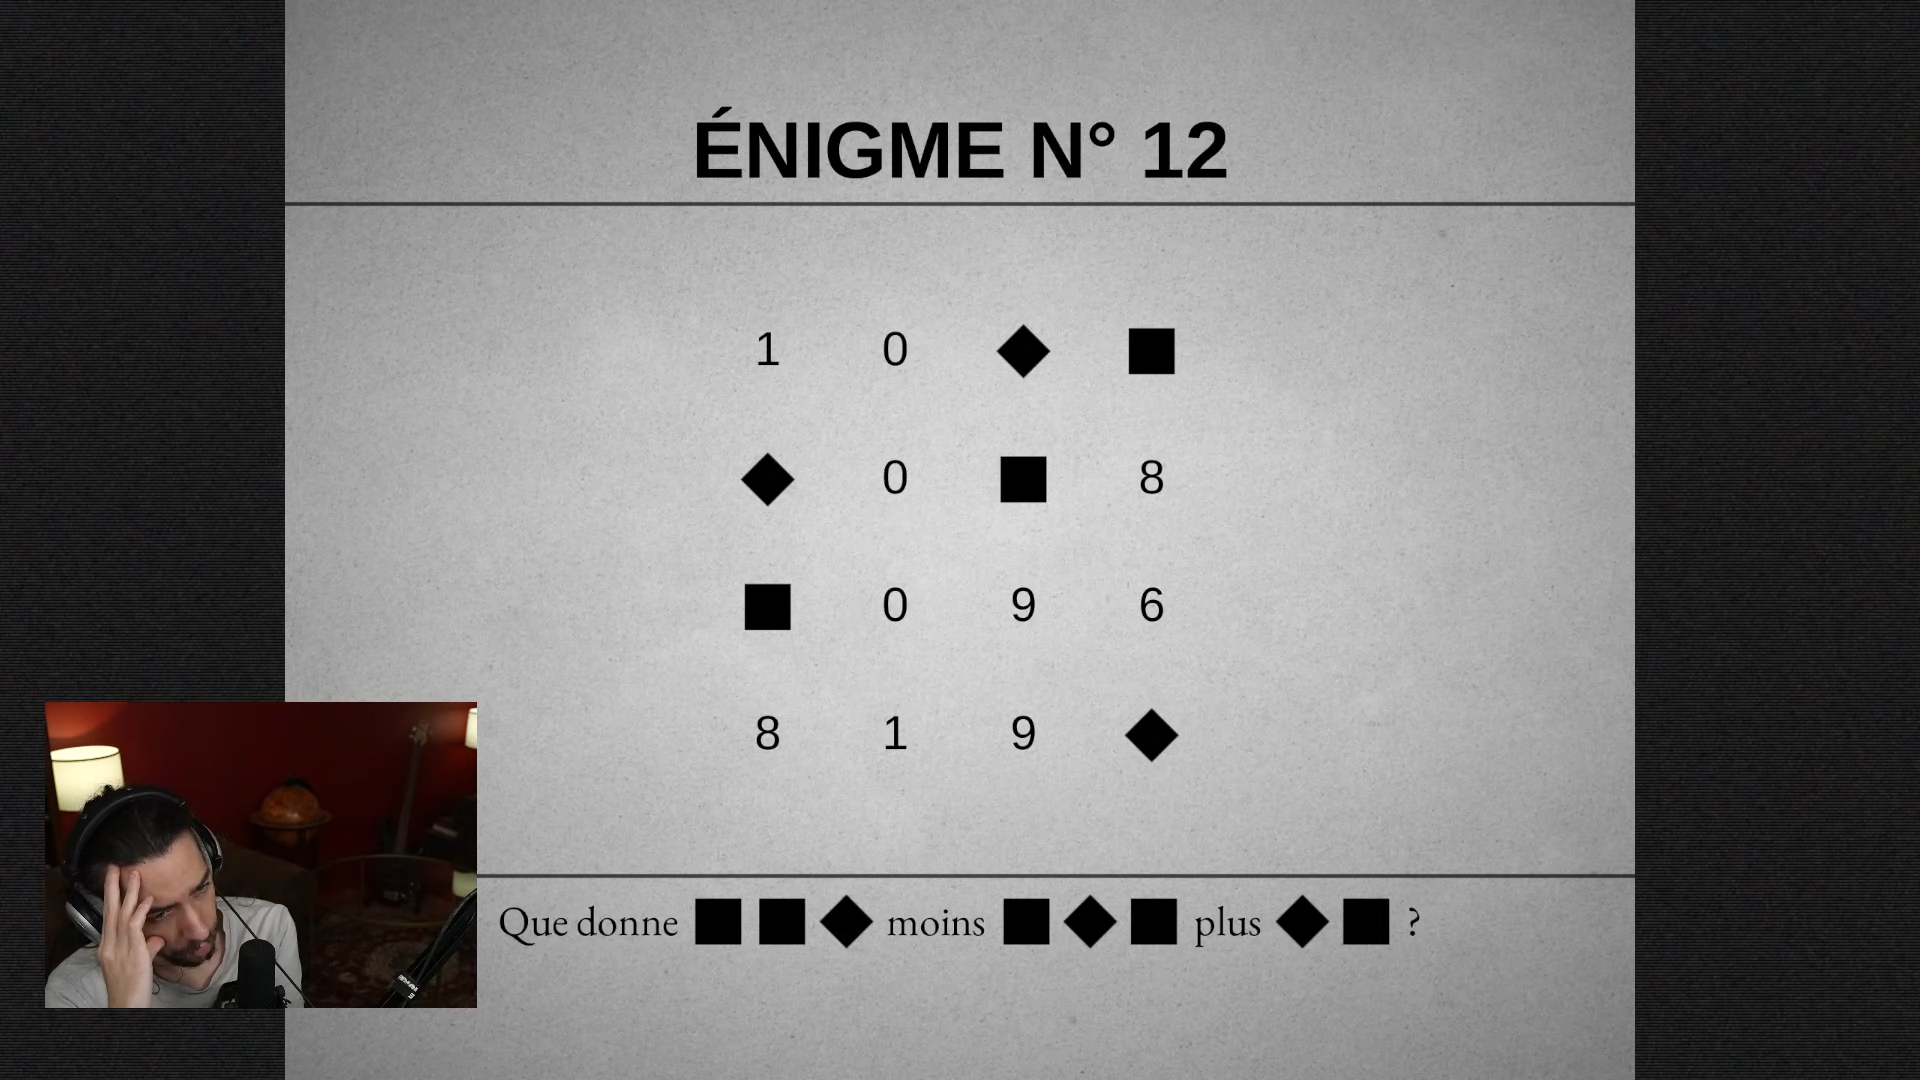 ÉNIGME N° 12
1 0 ◆ ■
◆ 0 ■ 8
■ 0 9 6
8 1 9 ◆
Que donne ■ ■ ◆ moins ■ ◆ ■ plus ◆ ■ ?